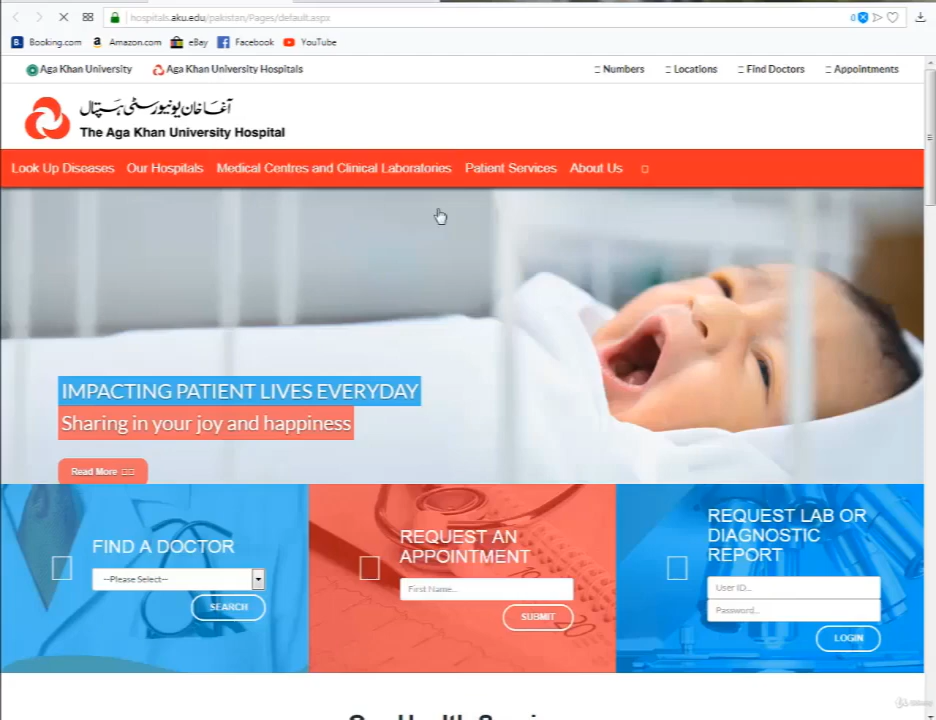 hospitals.aku.edu/pakistan/Pages/default.aspx
0
Booking.com
Amazon.com
eBay
Facebook
YouTube
Aga Khan University
Aga Khan University Hospitals
Numbers
Locations
Find Doctors
Appointments
آغا خان یونیورسٹی ہسپتال
The Aga Khan University Hospital
Look Up Diseases
Our Hospitals
Medical Centres and Clinical Laboratories
Patient Services
About Us
IMPACTING PATIENT LIVES EVERYDAY
Sharing in your joy and happiness
Read More
FIND A DOCTOR
--Please Select--
SEARCH
REQUEST AN
APPOINTMENT
First Name...
SUBMIT
REQUEST LAB OR
DIAGNOSTIC
REPORT
User ID...
Password...
LOGIN